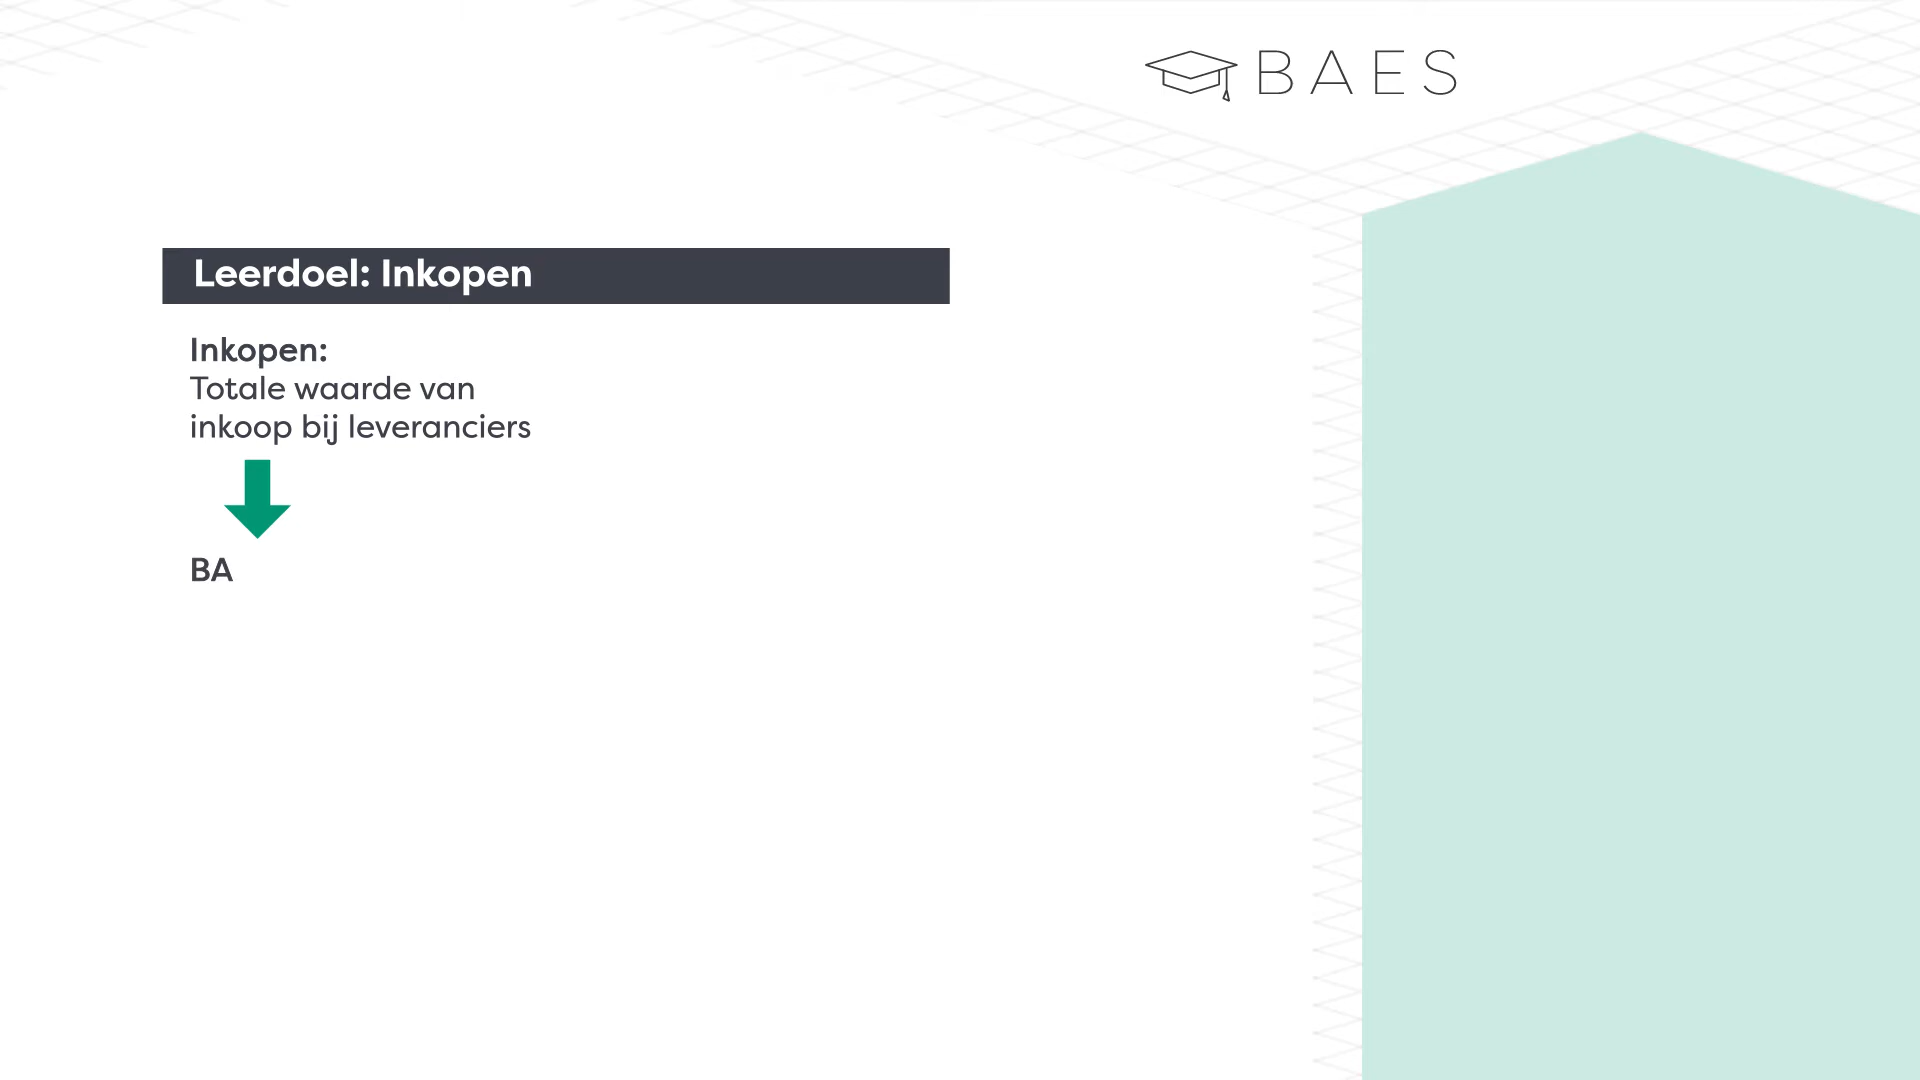 BAES
Leerdoel: Inkopen
Inkopen:
Totale waarde van
inkoop bij leveranciers
BA